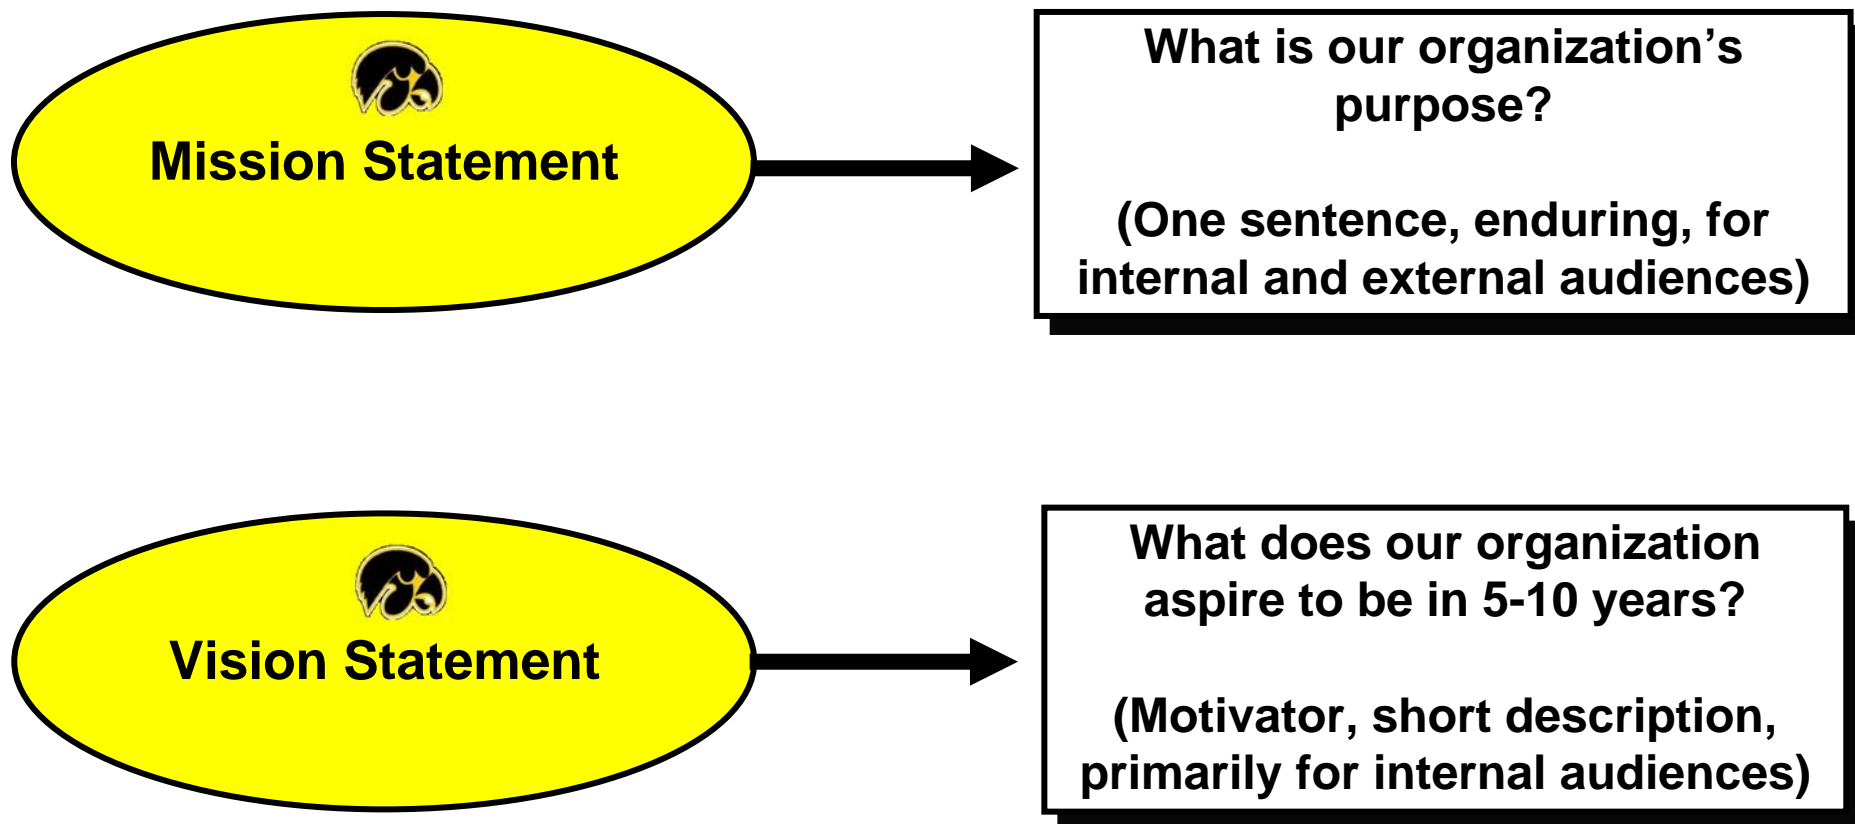 Mission Statement
What is our organization’s
purpose?
(One sentence, enduring, for
internal and external audiences)
Vision Statement
What does our organization
aspire to be in 5-10 years?
(Motivator, short description,
primarily for internal audiences)